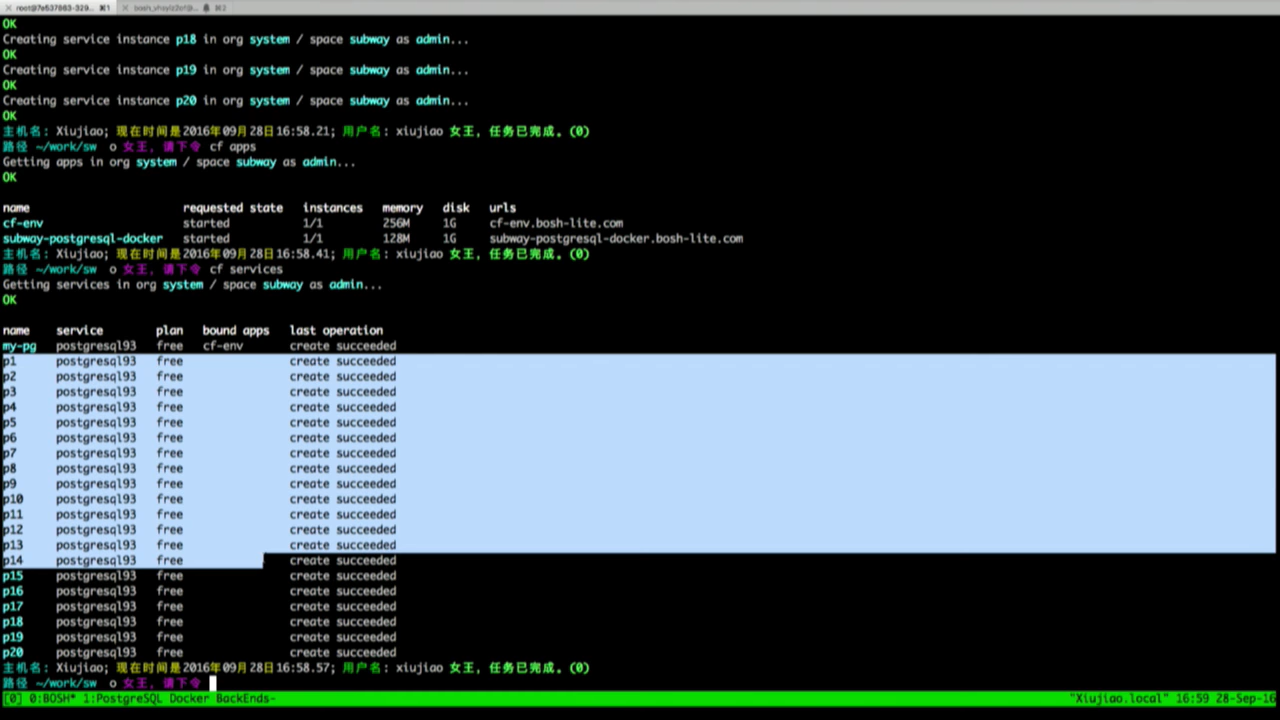 root@7e537663-329... ⌘1 bosh_yhsylz2of@... ⌘2
OK
Creating service instance p18 in org system / space subway as admin...
OK
Creating service instance p19 in org system / space subway as admin...
OK
Creating service instance p20 in org system / space subway as admin...
OK
主机名: Xiujiao; 现在时间是2016年09月28日16:58.21; 用户名: xiujiao 女王, 任务已完成。(0)
路径 ~/work/sw o 女王, 请下令 cf apps
Getting apps in org system / space subway as admin...
OK
name requested state instances memory disk urls
cf-env started 1/1 256M 1G cf-env.bosh-lite.com
subway-postgresql-docker started 1/1 128M 1G subway-postgresql-docker.bosh-lite.com
主机名: Xiujiao; 现在时间是2016年09月28日16:58.41; 用户名: xiujiao 女王, 任务已完成。(0)
路径 ~/work/sw o 女王, 请下令 cf services
Getting services in org system / space subway as admin...
OK
name service plan bound apps last operation
my-pg postgresql93 free cf-env create succeeded
p1 postgresql93 free create succeeded
p2 postgresql93 free create succeeded
p3 postgresql93 free create succeeded
p4 postgresql93 free create succeeded
p5 postgresql93 free create succeeded
p6 postgresql93 free create succeeded
p7 postgresql93 free create succeeded
p8 postgresql93 free create succeeded
p9 postgresql93 free create succeeded
p10 postgresql93 free create succeeded
p11 postgresql93 free create succeeded
p12 postgresql93 free create succeeded
p13 postgresql93 free create succeeded
p14 postgresql93 free create succeeded
p15 postgresql93 free create succeeded
p16 postgresql93 free create succeeded
p17 postgresql93 free create succeeded
p18 postgresql93 free create succeeded
p19 postgresql93 free create succeeded
p20 postgresql93 free create succeeded
主机名: Xiujiao; 现在时间是2016年09月28日16:58.57; 用户名: xiujiao 女王, 任务已完成。(0)
路径 ~/work/sw o 女王, 请下令
[0] 0:BOSH* 1:PostgreSQL Docker BackEnds- "Xiujiao.local" 16:59 28-Sep-16